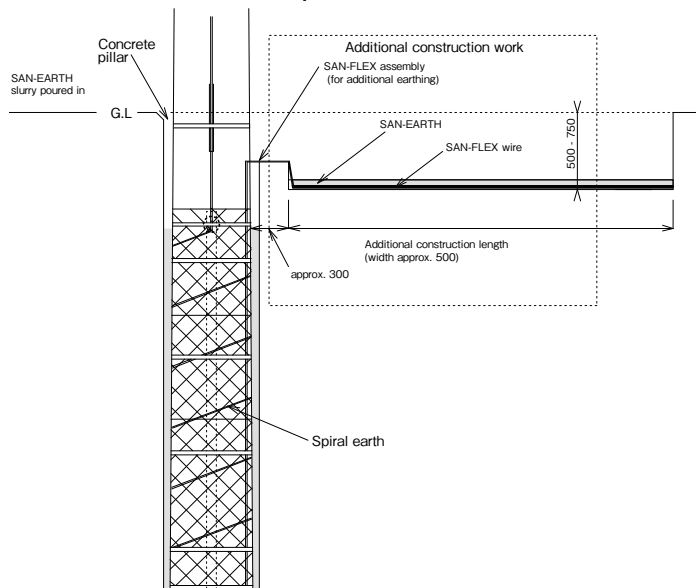 Additional construction work
Concrete
pillar
SAN-FLEX assembly
(for additional earthing)
SAN-EARTH
slurry poured in
G.L
SAN-EARTH
SAN-FLEX wire
500 - 750
Additional construction length
(width approx. 500)
approx. 300
Spiral earth